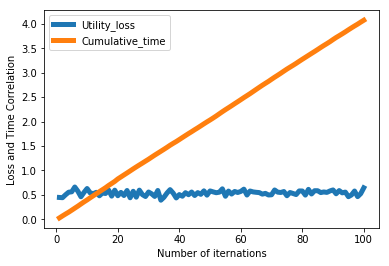 Utility_loss
Cumulative_time
Loss and Time Correlation
4.0
3.5
3.0
2.5
2.0
1.5
1.0
0.5
0.0
0 20 40 60 80 100
Number of iternations